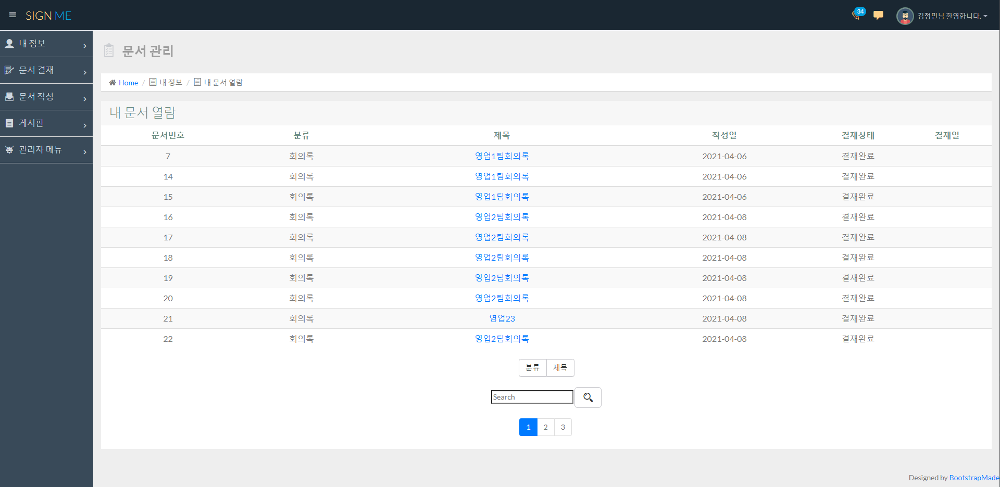 SIGN ME
34
김정민님 환영합니다.
내 정보
문서 결재
문서 작성
게시판
관리자 메뉴
문서 관리
Home / 내 정보 / 내 문서 열람
내 문서 열람
문서번호 분류 제목 작성일 결재상태 결재일
7 회의록 영업1팀회의록 2021-04-06 결재완료
14 회의록 영업1팀회의록 2021-04-06 결재완료
15 회의록 영업1팀회의록 2021-04-06 결재완료
16 회의록 영업2팀회의록 2021-04-08 결재완료
17 회의록 영업2팀회의록 2021-04-08 결재완료
18 회의록 영업2팀회의록 2021-04-08 결재완료
19 회의록 영업2팀회의록 2021-04-08 결재완료
20 회의록 영업2팀회의록 2021-04-08 결재완료
21 회의록 영업23 2021-04-08 결재완료
22 회의록 영업2팀회의록 2021-04-08 결재완료
분류 제목
Search
1 2 3
Designed by BootstrapMade